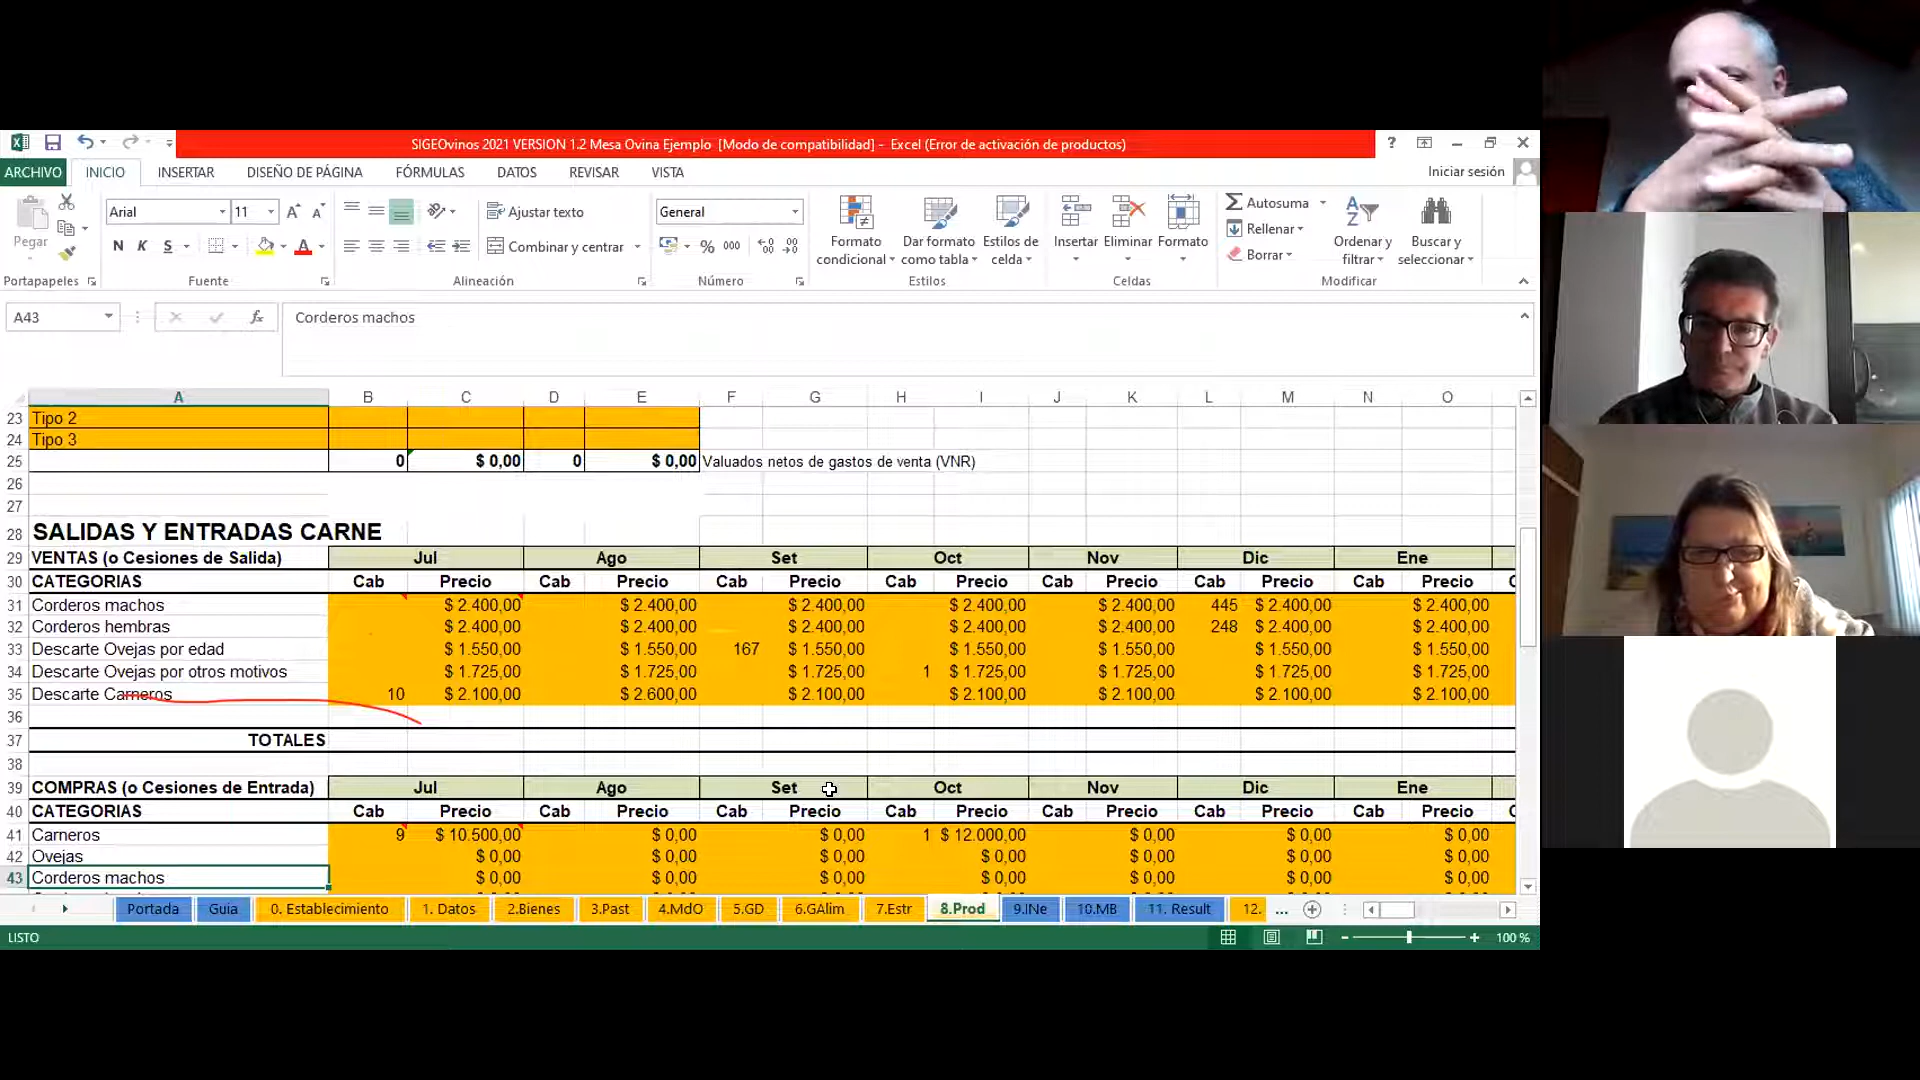 SIGEOvinos 2021 VERSION 1.2 Mesa Ovina Ejemplo [Modo de compatibilidad] - Excel (Error de activación de productos)
ARCHIVO INICIO INSERTAR DISEÑO DE PÁGINA FÓRMULAS DATOS REVISAR VISTA Iniciar sesión
Pegar
Arial 11
N K S
Ajustar texto
Combinar y centrar
General
% 000
Formato condicional
Dar formato como tabla
Estilos de celda
Insertar Eliminar Formato
Autosuma
Rellenar
Borrar
Ordenar y filtrar
Buscar y seleccionar
Portapapeles Fuente Alineación Número Estilos Celdas Modificar
A43 fx Corderos machos
A B C D E F G H I J K L M N O
23 Tipo 2
24 Tipo 3
25 0 $ 0,00 0 $ 0,00 Valuados netos de gastos de venta (VNR)
26
27
28 SALIDAS Y ENTRADAS CARNE
29 VENTAS (o Cesiones de Salida) Jul Ago Set Oct Nov Dic Ene
30 CATEGORIAS Cab Precio Cab Precio Cab Precio Cab Precio Cab Precio Cab Precio Cab Precio
31 Corderos machos $ 2.400,00 $ 2.400,00 $ 2.400,00 $ 2.400,00 $ 2.400,00 445 $ 2.400,00 $ 2.400,00
32 Corderos hembras $ 2.400,00 $ 2.400,00 $ 2.400,00 $ 2.400,00 $ 2.400,00 248 $ 2.400,00 $ 2.400,00
33 Descarte Ovejas por edad $ 1.550,00 $ 1.550,00 167 $ 1.550,00 $ 1.550,00 $ 1.550,00 $ 1.550,00 $ 1.550,00
34 Descarte Ovejas por otros motivos $ 1.725,00 $ 1.725,00 $ 1.725,00 1 $ 1.725,00 $ 1.725,00 $ 1.725,00 $ 1.725,00
35 Descarte Carneros 10 $ 2.100,00 $ 2.600,00 $ 2.100,00 $ 2.100,00 $ 2.100,00 $ 2.100,00 $ 2.100,00
36
37 TOTALES
38
39 COMPRAS (o Cesiones de Entrada) Jul Ago Set Oct Nov Dic Ene
40 CATEGORIAS Cab Precio Cab Precio Cab Precio Cab Precio Cab Precio Cab Precio Cab Precio
41 Carneros 9 $ 10.500,00 $ 0,00 $ 0,00 1 $ 12.000,00 $ 0,00 $ 0,00 $ 0,00
42 Ovejas $ 0,00 $ 0,00 $ 0,00 $ 0,00 $ 0,00 $ 0,00 $ 0,00
43 Corderos machos $ 0,00 $ 0,00 $ 0,00 $ 0,00 $ 0,00 $ 0,00 $ 0,00
Portada Guia 0. Establecimiento 1. Datos 2.Bienes 3.Past 4.MdO 5.GD 6.GAlim 7.Estr 8.Prod 9.INe 10.MB 11. Result 12. ...
LISTO 100 %